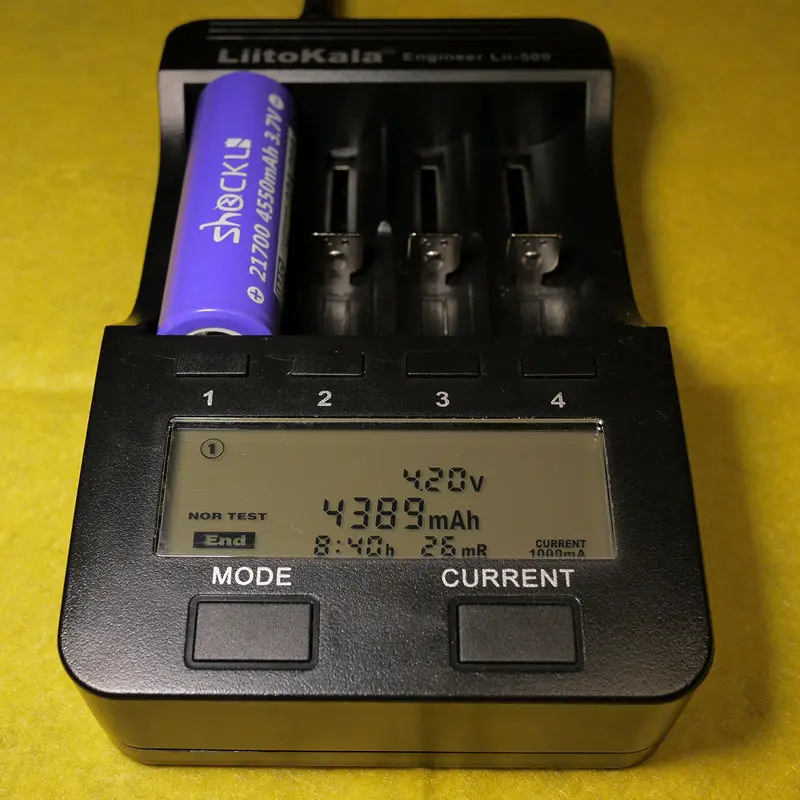 LiitoKala® Engineer Lii-500
ShOCKLi
21700 4550mAh 3.7V
1 2 3 4
1
4.20V
NOR TEST 4389mAh
End 8:40h 26mR CURRENT 1000mA
MODE CURRENT